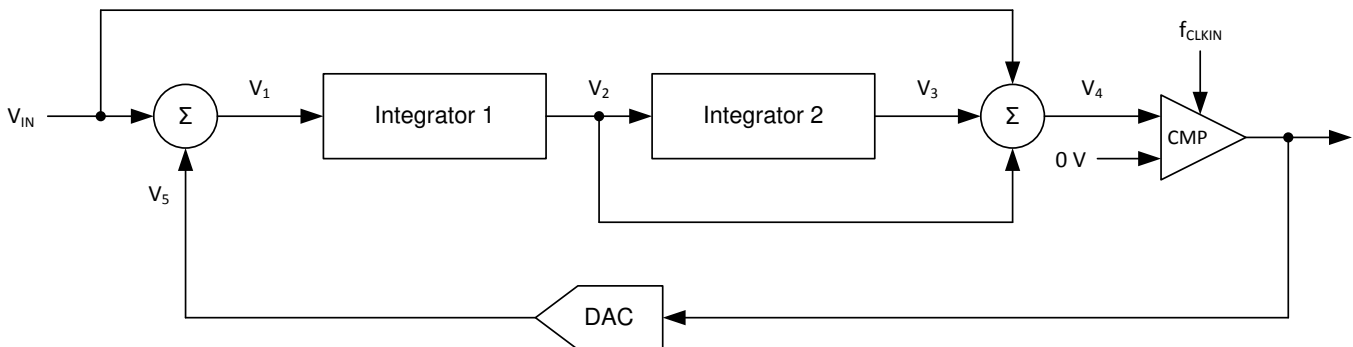 f_CLKIN
V_IN
Σ
V_1
Integrator 1
V_2
Integrator 2
V_3
Σ
V_4
CMP
0 V
V_5
DAC